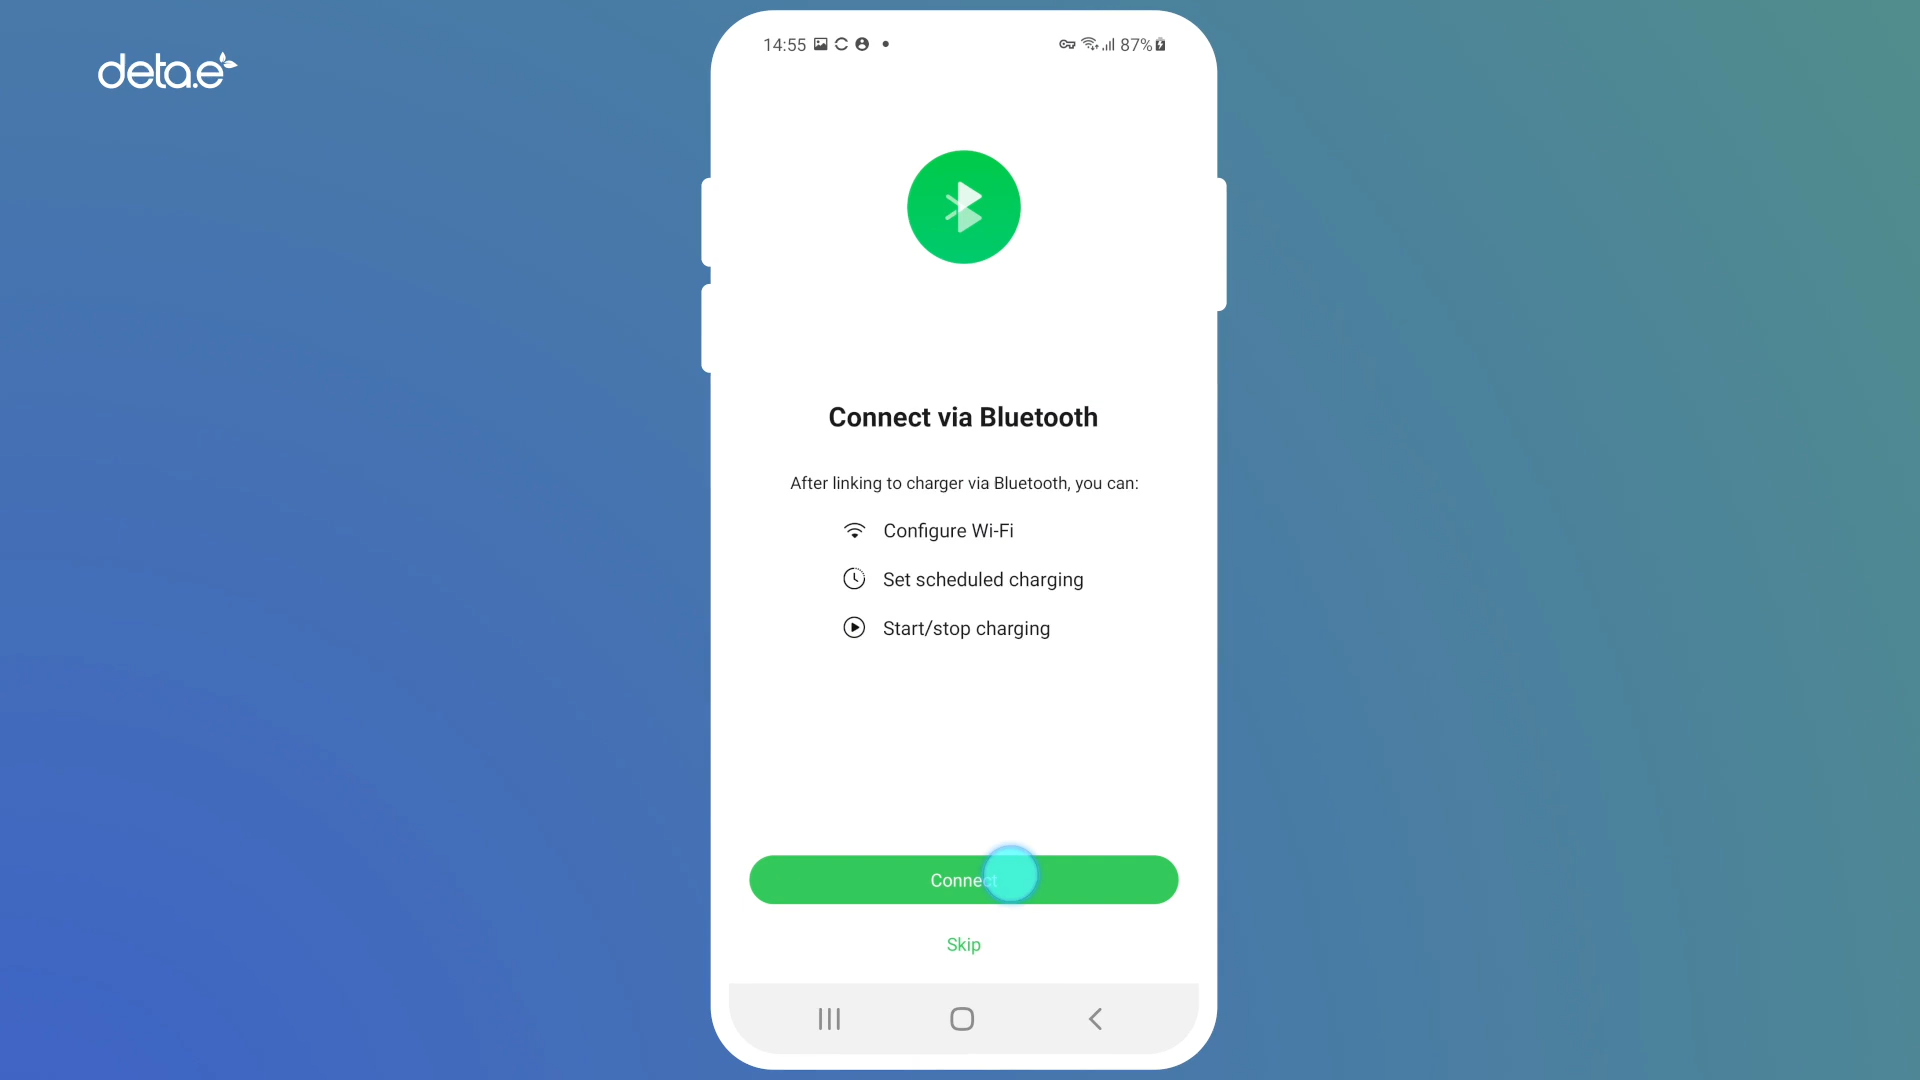 deta.e
14:55
87%
Connect via Bluetooth
After linking to charger via Bluetooth, you can:
Configure Wi-Fi
Set scheduled charging
Start/stop charging
Connect
Skip